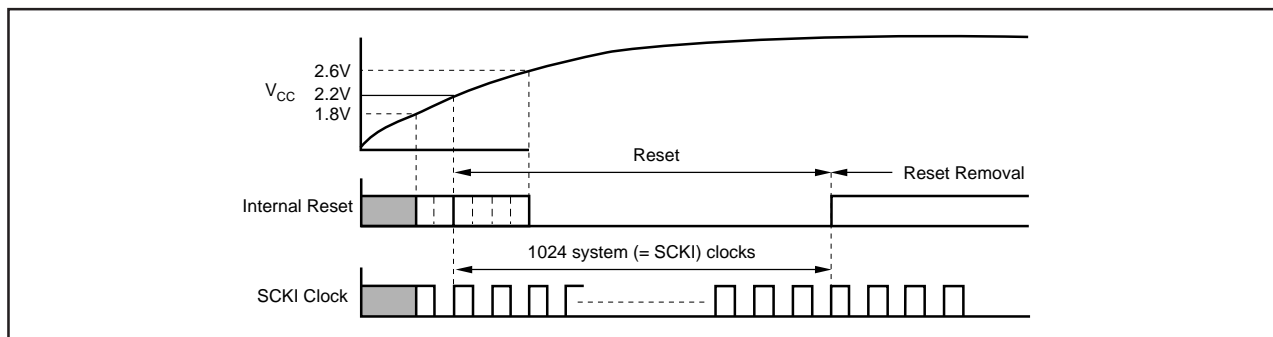 2.6V
V_CC
2.2V
1.8V
Reset
Reset Removal
Internal Reset
1024 system (= SCKI) clocks
SCKI Clock